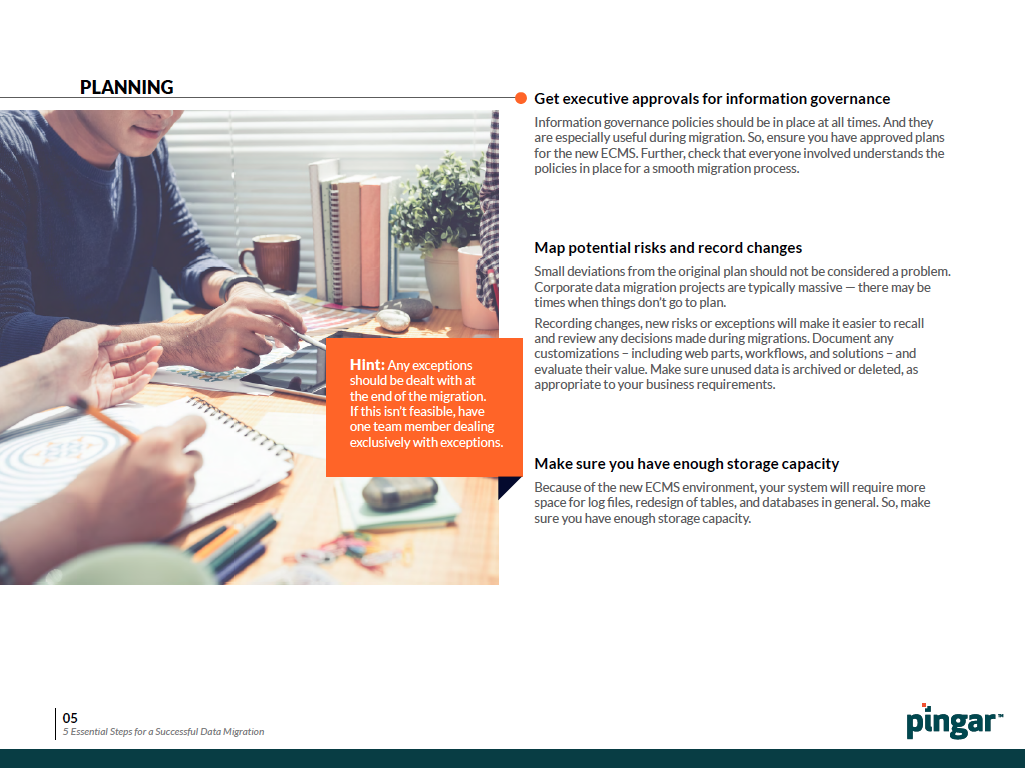 PLANNING
Get executive approvals for information governance
Information governance policies should be in place at all times. And they
are especially useful during migration. So, ensure you have approved plans
for the new ECMS. Further, check that everyone involved understands the
policies in place for a smooth migration process.
Map potential risks and record changes
Small deviations from the original plan should not be considered a problem.
Corporate data migration projects are typically massive — there may be
times when things don't go to plan.
Recording changes, new risks or exceptions will make it easier to recall
and review any decisions made during migrations. Document any
customizations – including web parts, workflows, and solutions – and
evaluate their value. Make sure unused data is archived or deleted, as
appropriate to your business requirements.
Hint: Any exceptions
should be dealt with at
the end of the migration.
If this isn't feasible, have
one team member dealing
exclusively with exceptions.
Make sure you have enough storage capacity
Because of the new ECMS environment, your system will require more
space for log files, redesign of tables, and databases in general. So, make
sure you have enough storage capacity.
05
5 Essential Steps for a Successful Data Migration
pingar™